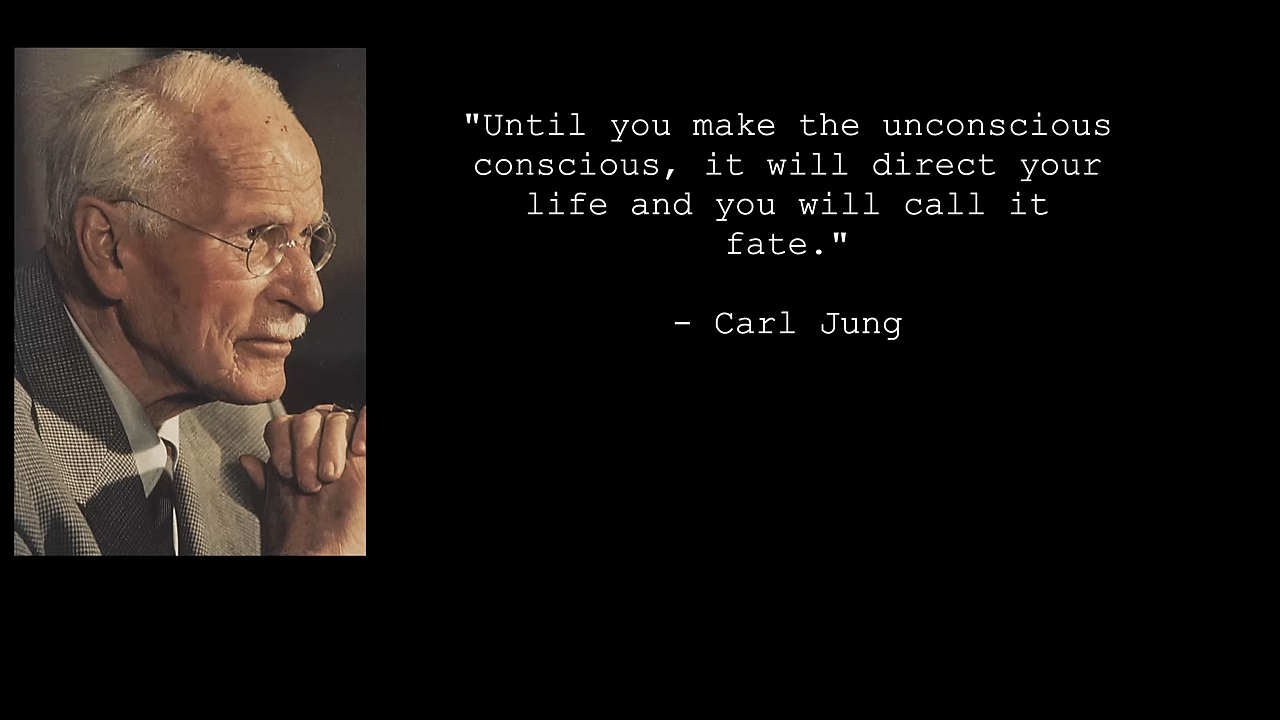 "Until you make the unconscious
conscious, it will direct your
life and you will call it
fate."
- Carl Jung